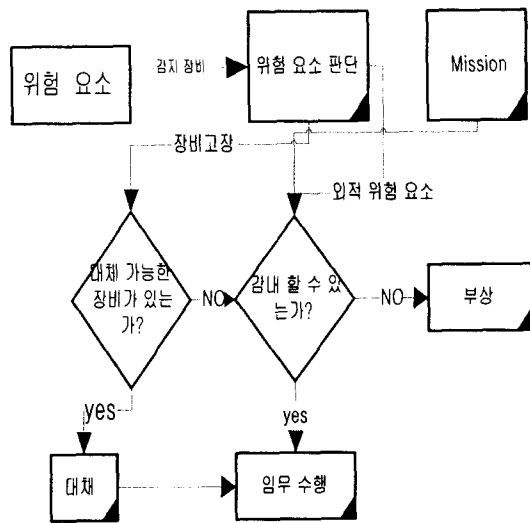 위험 요소
감지 장비
위험 요소 판단
Mission
장비고장
외적 위험 요소
대체 가능한
장비가 있는
가?
NO
감내 할 수 있
는가?
NO
부상
yes
yes
대채
임무 수행